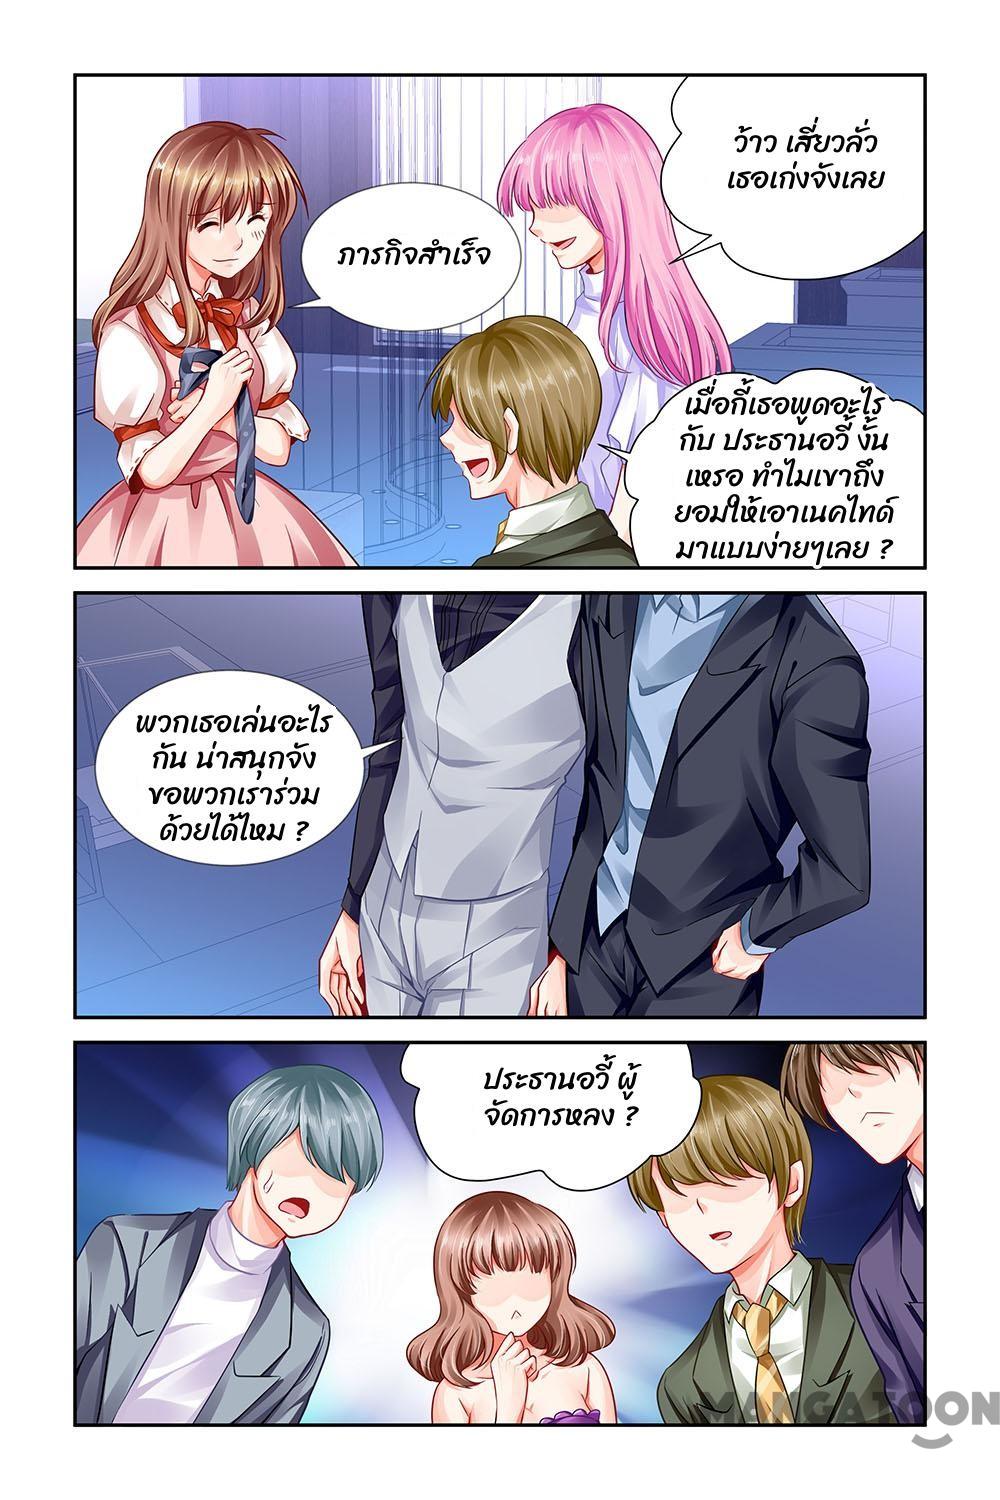 ว้าว เสี่ยวลั่ว
เธอเก่งจังเลย
ภารกิจสำเร็จ
เมื่อกี้เธอพูดอะไร
กับ ประธานอวี้ งั้น
เหรอ ทำไมเขาถึง
ยอมให้เอาเนคไทด์
มาแบบง่ายๆเลย ?
พวกเธอเล่นอะไร
กัน น่าสนุกจัง
ขอพวกเราร่วม
ด้วยได้ไหม ?
ประธานอวี้ ผู้
จัดการหลง ?
MANGATOON